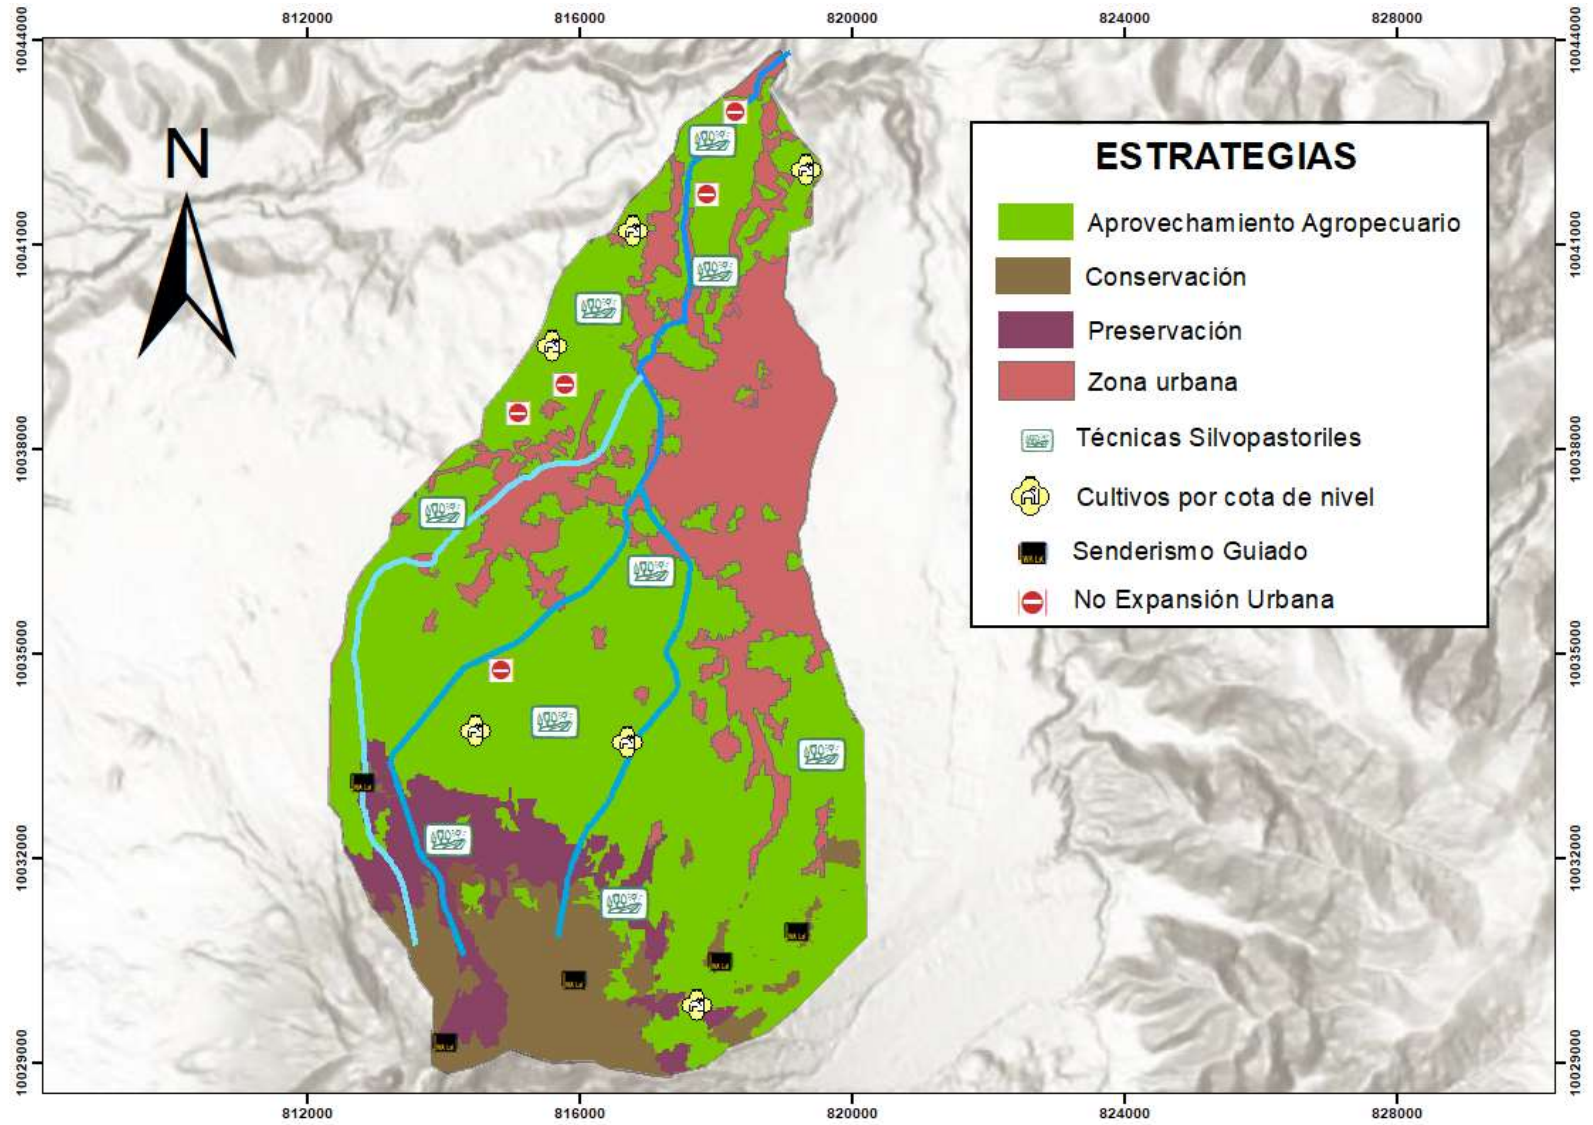 812000 816000 820000 824000 828000
10044000 10044000
N
ESTRATEGIAS
Aprovechamiento Agropecuario
10041000 10041000
Conservación
Preservación
Zona urbana
Técnicas Silvopastoriles
10038000 10038000
Cultivos por cota de nivel
Senderismo Guiado
No Expansión Urbana
10035000 10035000
10032000 10032000
10029000 10029000
812000 816000 820000 824000 828000